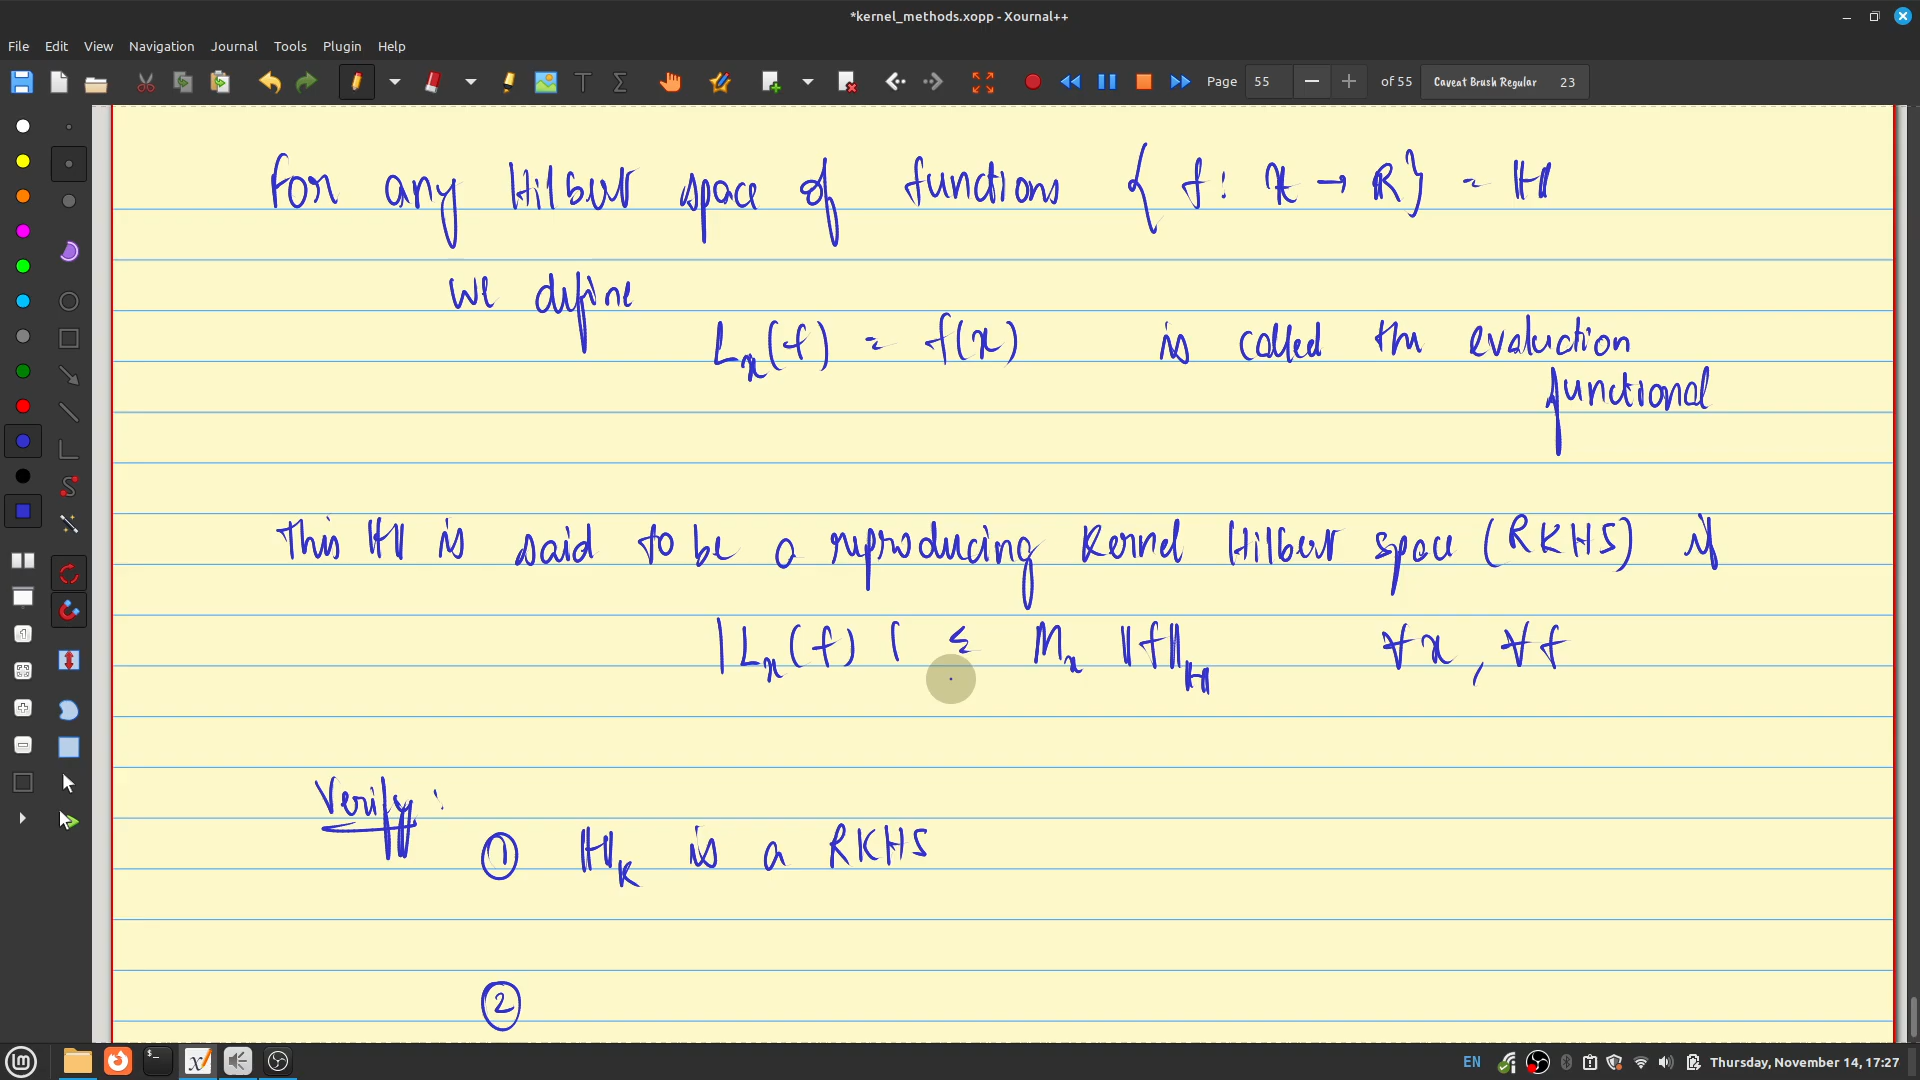 *kernel_methods.xopp - Xournal++
File Edit View Navigation Journal Tools Plugin Help
Page 55 of 55 Caveat Brush Regular 23
For any Hilbert space of functions { f : X → R } = H
we define
Lₓ(f) = f(x) is called the evaluation
functional
This H is said to be a reproducing Kernel Hilbert space (RKHS) if
|Lₓ(f)| ≤ Mₓ ‖f‖_H ∀x, ∀f
Verify :
① H_K is a RKHS
②
EN Thursday, November 14, 17:27